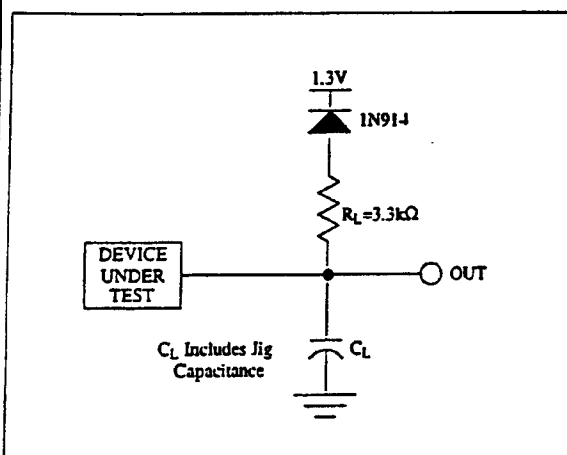 1.3V
1N914
R_L=3.3kΩ
DEVICE
UNDER
TEST
OUT
C_L Includes Jig
Capacitance
C_L